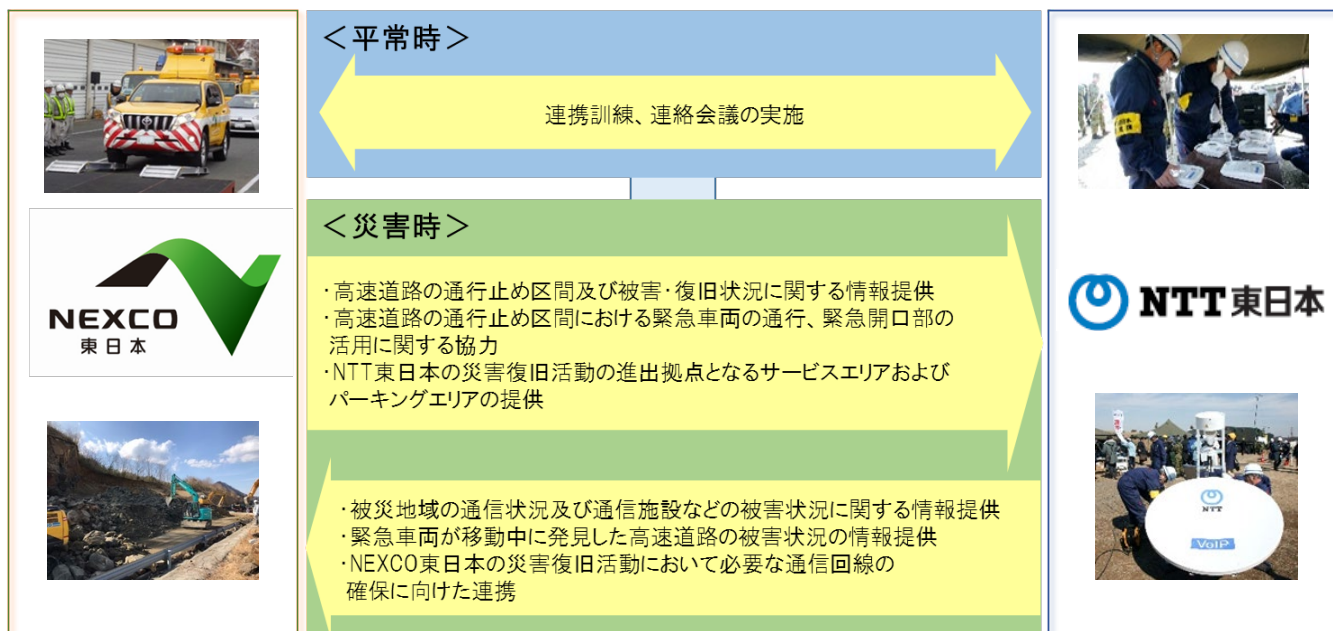 <平常時>
連携訓練、連絡会議の実施
NEXCO
東日本
<災害時>
・高速道路の通行止め区間及び被害・復旧状況に関する情報提供
・高速道路の通行止め区間における緊急車両の通行、緊急開口部の
活用に関する協力
・NTT東日本の災害復旧活動の進出拠点となるサービスエリアおよび
パーキングエリアの提供
・被災地域の通信状況及び通信施設などの被害状況に関する情報提供
・緊急車両が移動中に発見した高速道路の被害状況の情報提供
・NEXCO東日本の災害復旧活動において必要な通信回線の
確保に向けた連携
NTT東日本
NTT
VoIP